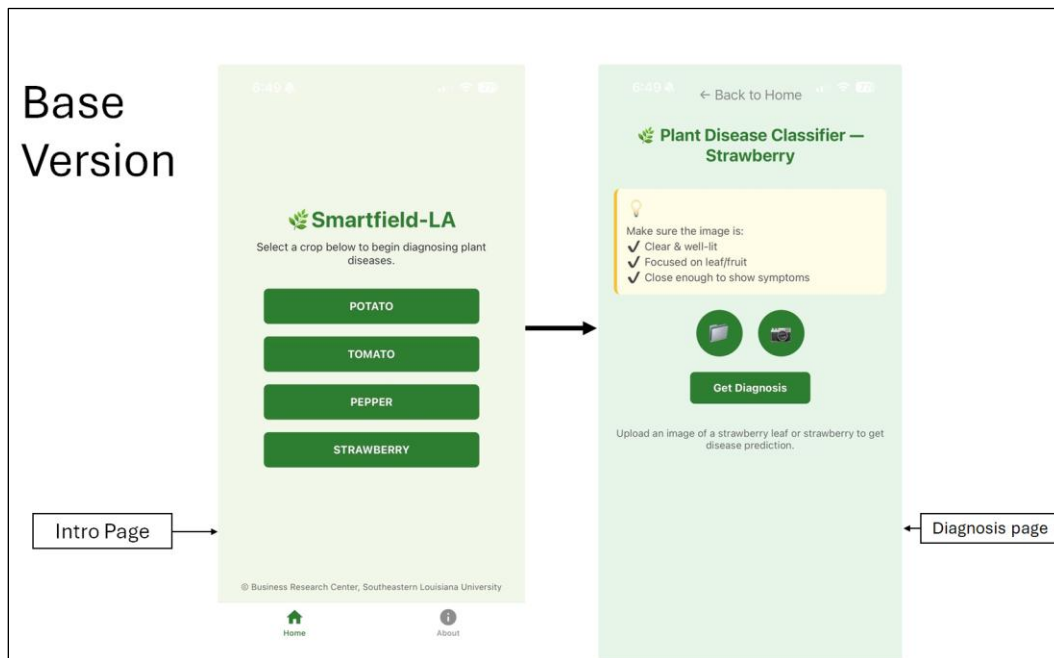 Base
Version
6:49
Smartfield-LA
Select a crop below to begin diagnosing plant
diseases.
POTATO
TOMATO
PEPPER
STRAWBERRY
Intro Page
© Business Research Center, Southeastern Louisiana University
Home
About
6:49
← Back to Home
Plant Disease Classifier —
Strawberry
Make sure the image is:
✓ Clear & well-lit
✓ Focused on leaf/fruit
✓ Close enough to show symptoms
Get Diagnosis
Upload an image of a strawberry leaf or strawberry to get
disease prediction.
Diagnosis page